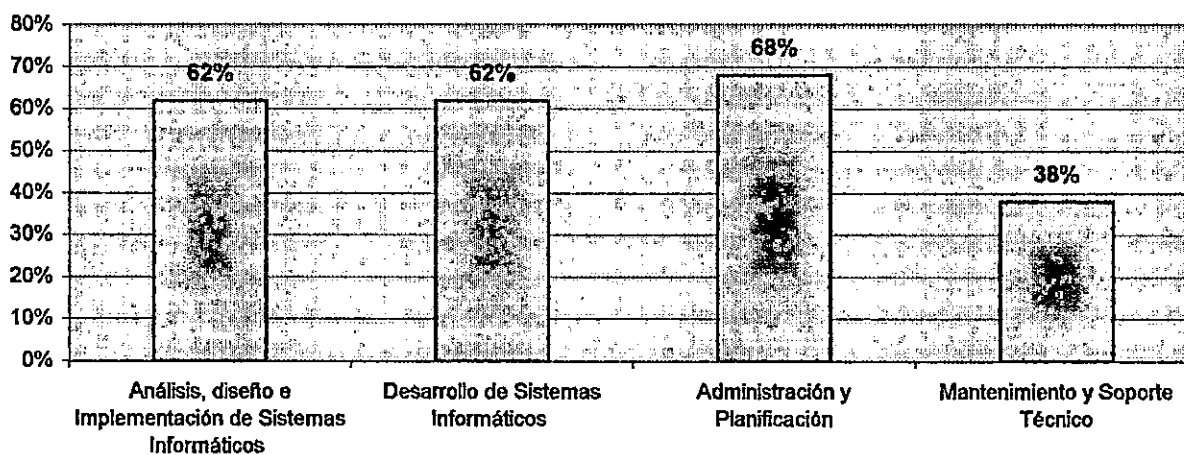 80%
70%
60%
50%
40%
30%
20%
10%
0%
62%
62%
68%
38%
Análisis, diseño e
Implementación de Sistemas
Informáticos
Desarrollo de Sistemas
Informáticos
Administración y
Planificación
Mantenimiento y Soporte
Técnico